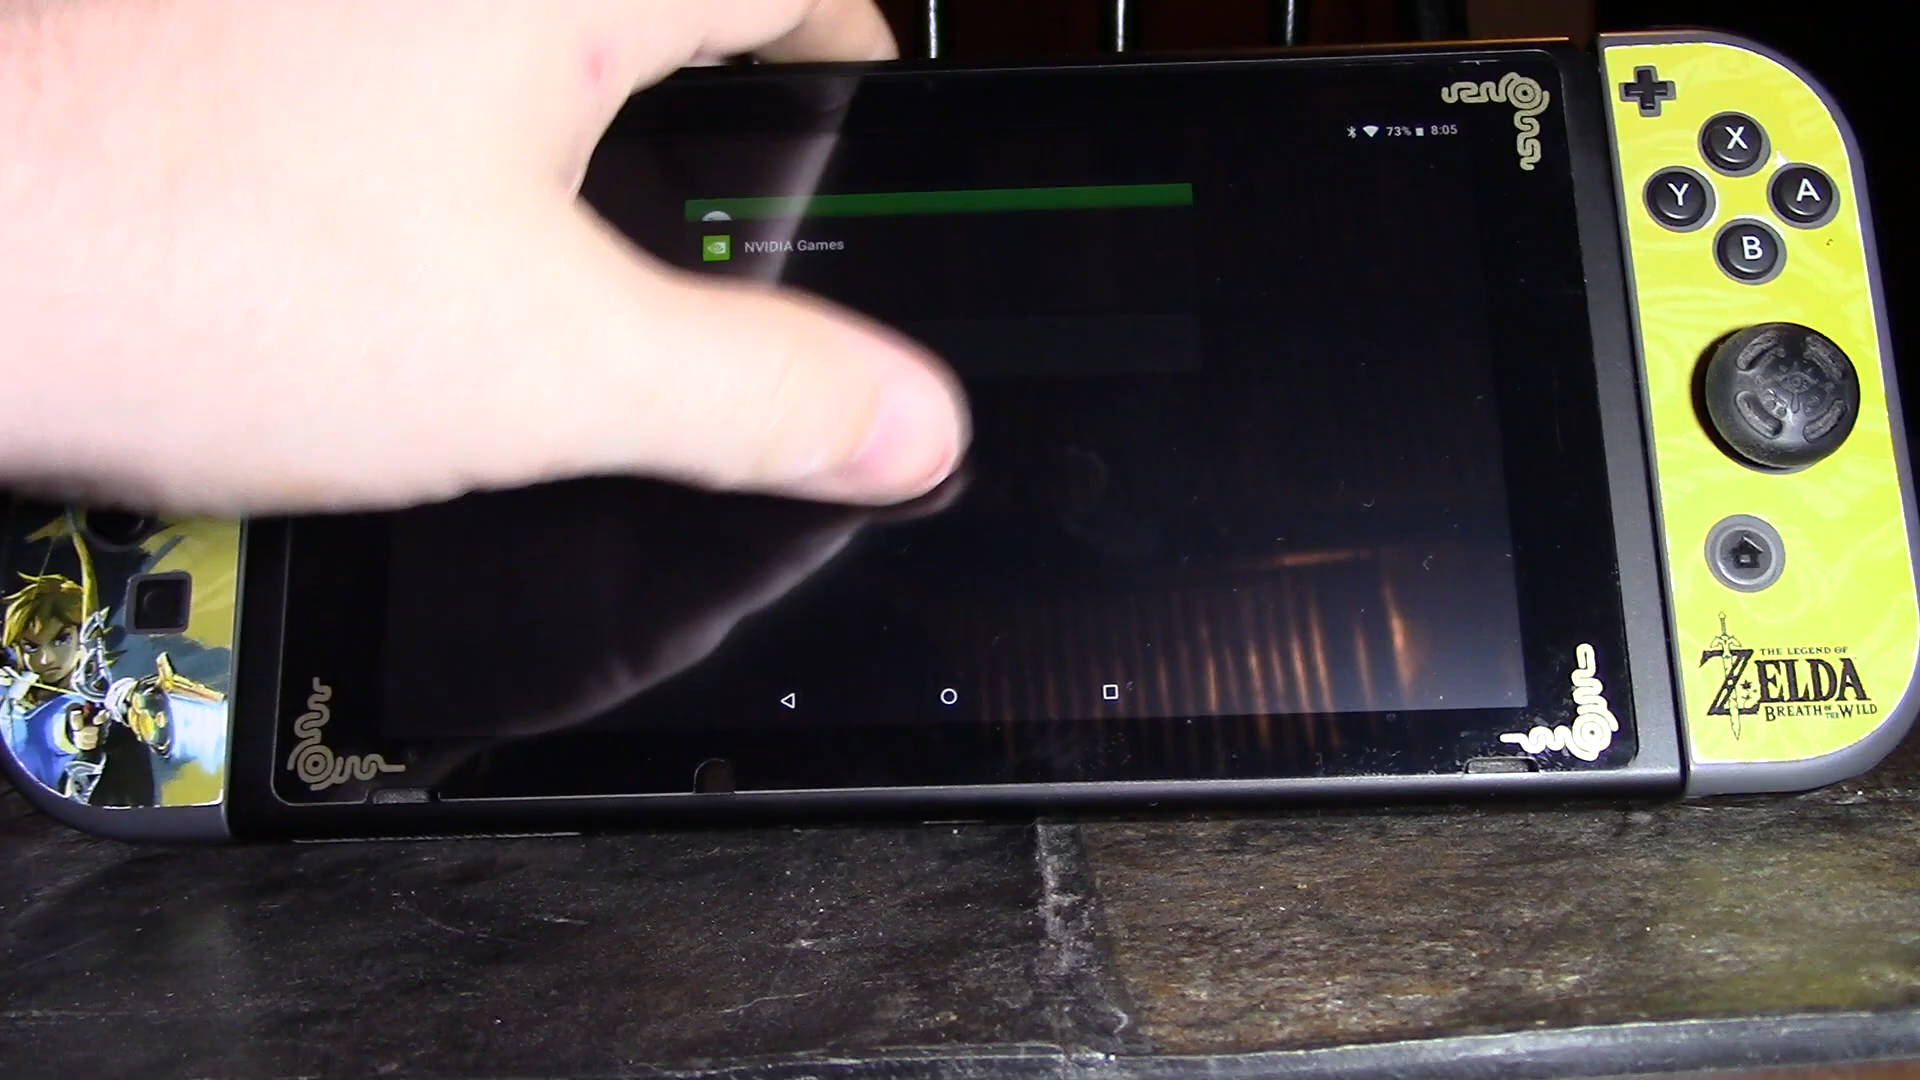 73% 8:05
NVIDIA Games
X
Y
A
B
THE LEGEND OF
ZELDA
BREATH OF THE WILD